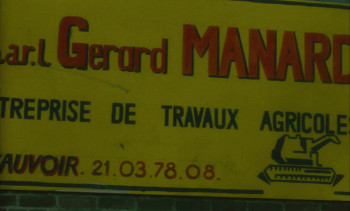 .a.r.l Gerard MANARD
TREPRISE DE TRAVAUX AGRICOLE
AUVOIR. 21.03.78.08.